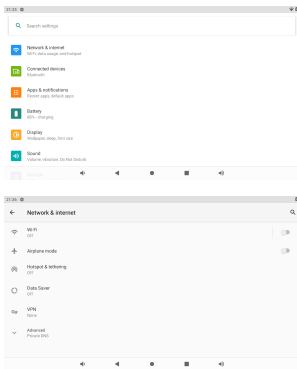 21:35
Search settings
Network & internet
Wi-Fi, data usage, and hotspot
Connected devices
Bluetooth
Apps & notifications
Recent apps, default apps
Battery
80% - charging
Display
Wallpaper, sleep, font size
Sound
Volume, vibration, Do Not Disturb
21:36
Network & internet
Wi-Fi
Off
Airplane mode
Hotspot & tethering
Off
Data Saver
Off
VPN
None
Advanced
Private DNS